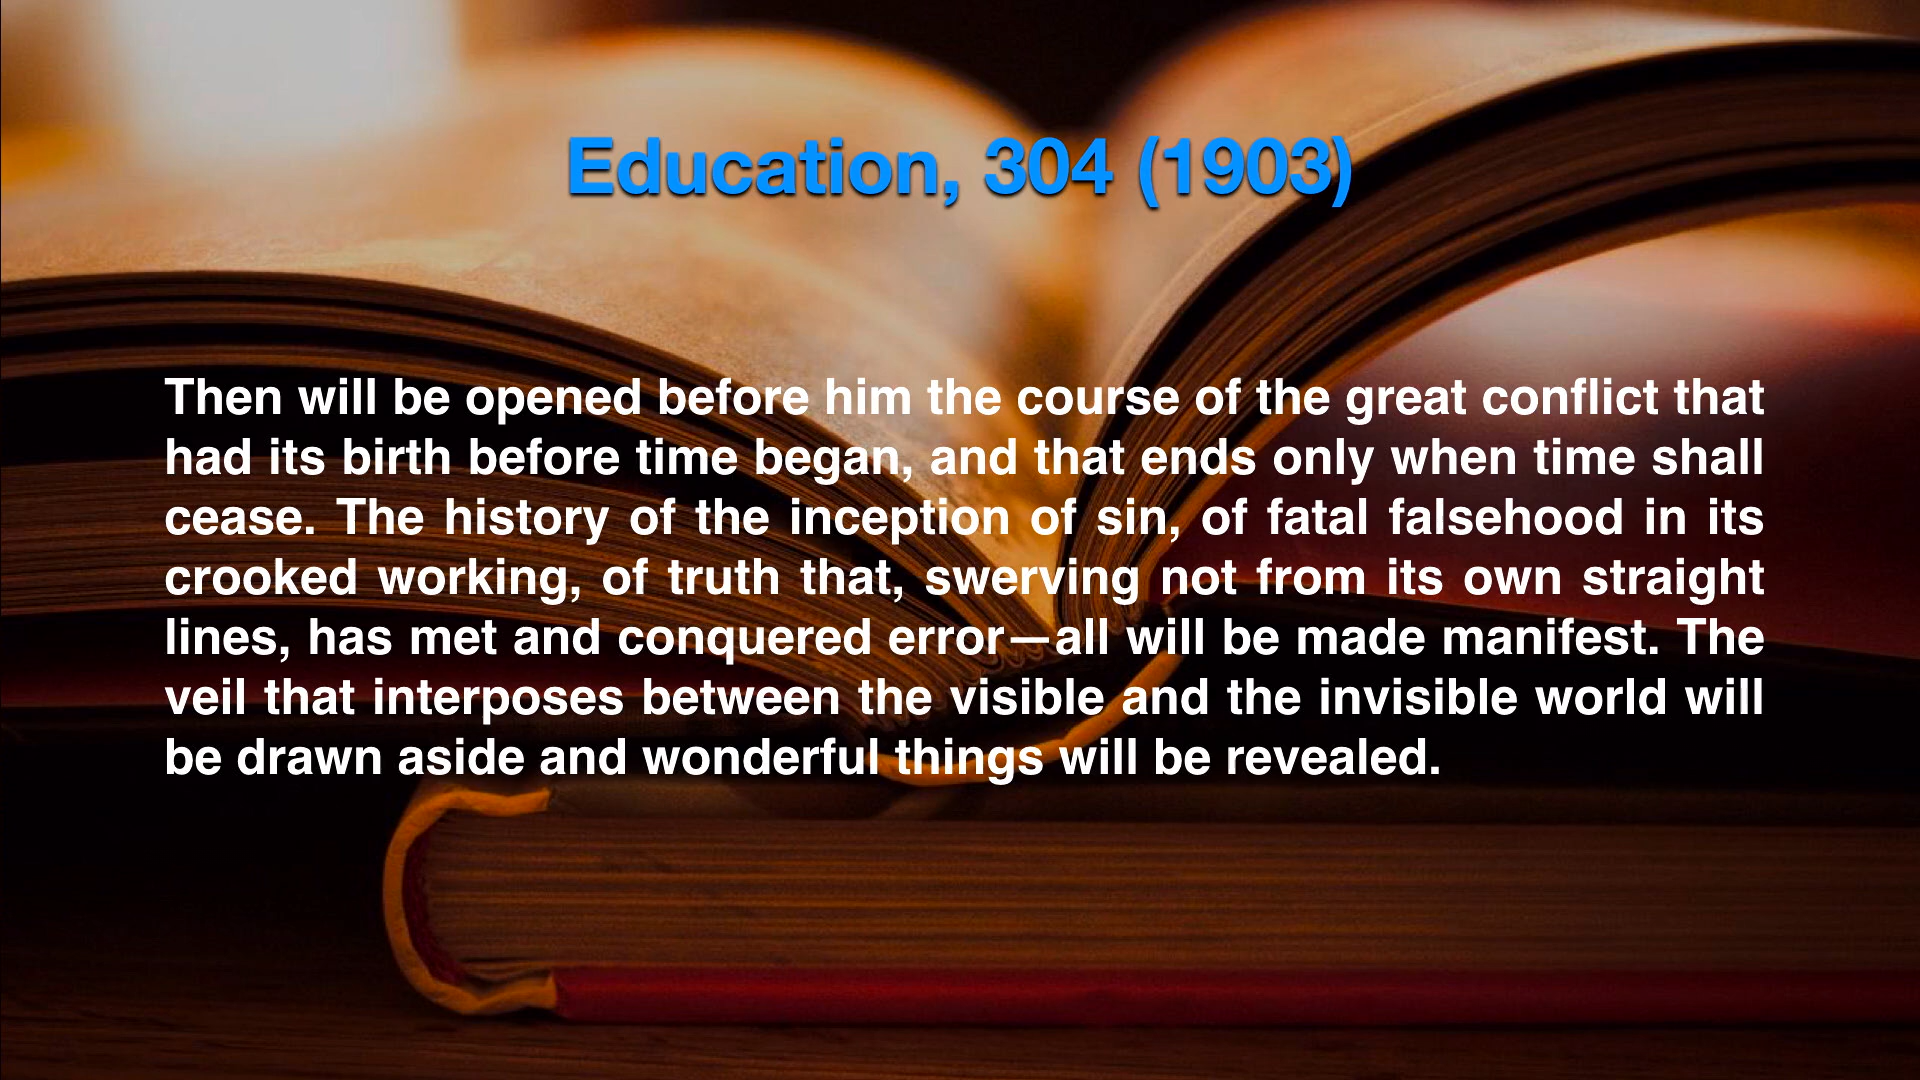 Education, 304 (1903)
Then will be opened before him the course of the great conflict that
had its birth before time began, and that ends only when time shall
cease. The history of the inception of sin, of fatal falsehood in its
crooked working, of truth that, swerving not from its own straight
lines, has met and conquered error—all will be made manifest. The
veil that interposes between the visible and the invisible world will
be drawn aside and wonderful things will be revealed.